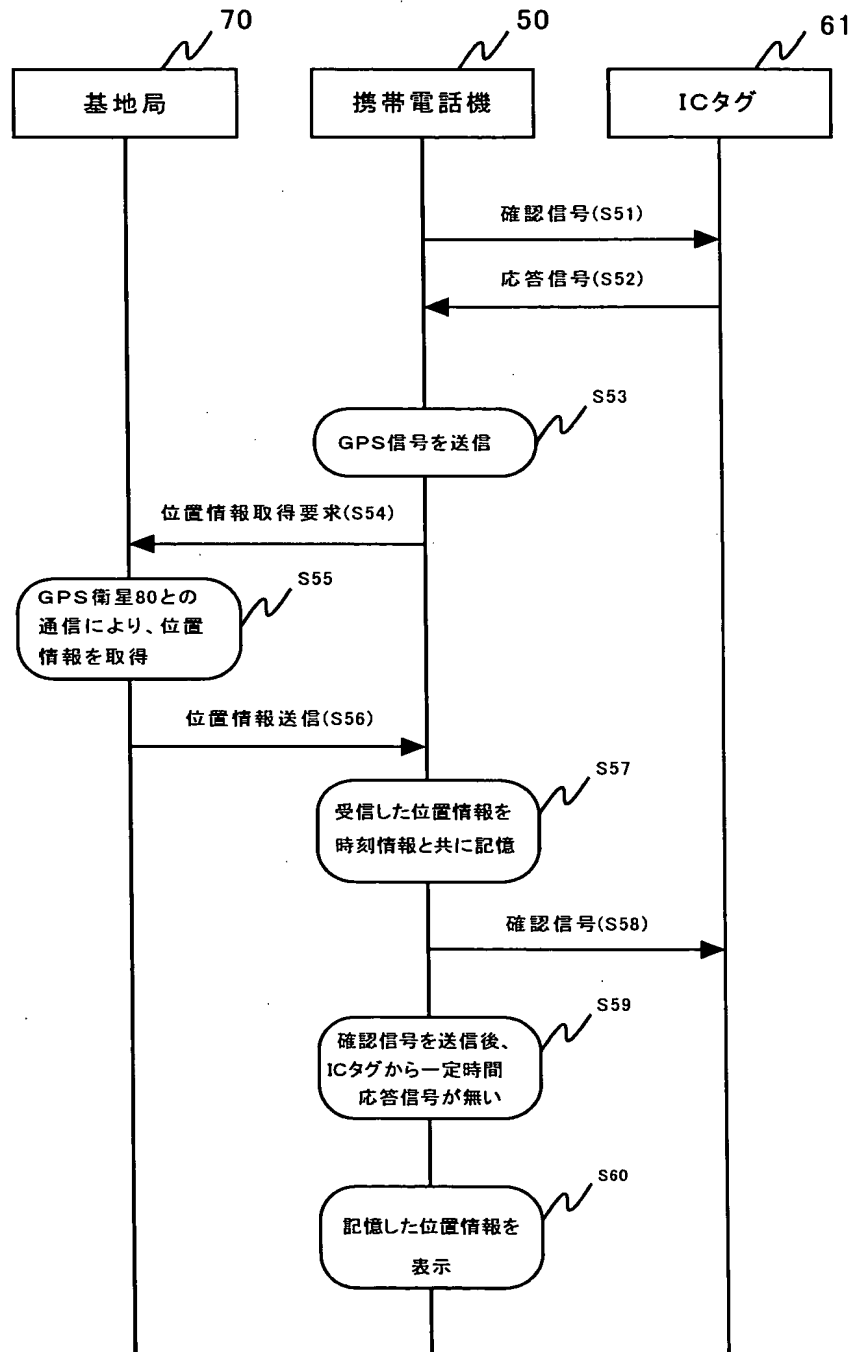 70
50
61
基地局
携帯電話機
ICタグ
確認信号(S51)
応答信号(S52)
S53
GPS信号を送信
位置情報取得要求(S54)
S55
GPS衛星80との
通信により、位置
情報を取得
位置情報送信(S56)
S57
受信した位置情報を
時刻情報と共に記憶
確認信号(S58)
S59
確認信号を送信後、
ICタグから一定時間
応答信号が無い
S60
記憶した位置情報を
表示